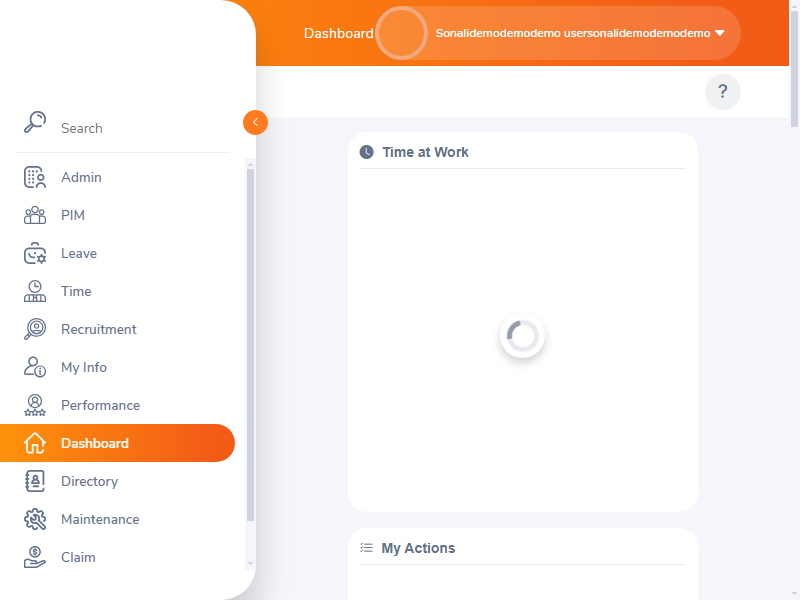 Dashboard
Sonalidemodemodemo usersonalidemodemodemo
?
Search
Admin
PIM
Leave
Time
Recruitment
My Info
Performance
Dashboard
Directory
Maintenance
Claim
Time at Work
My Actions